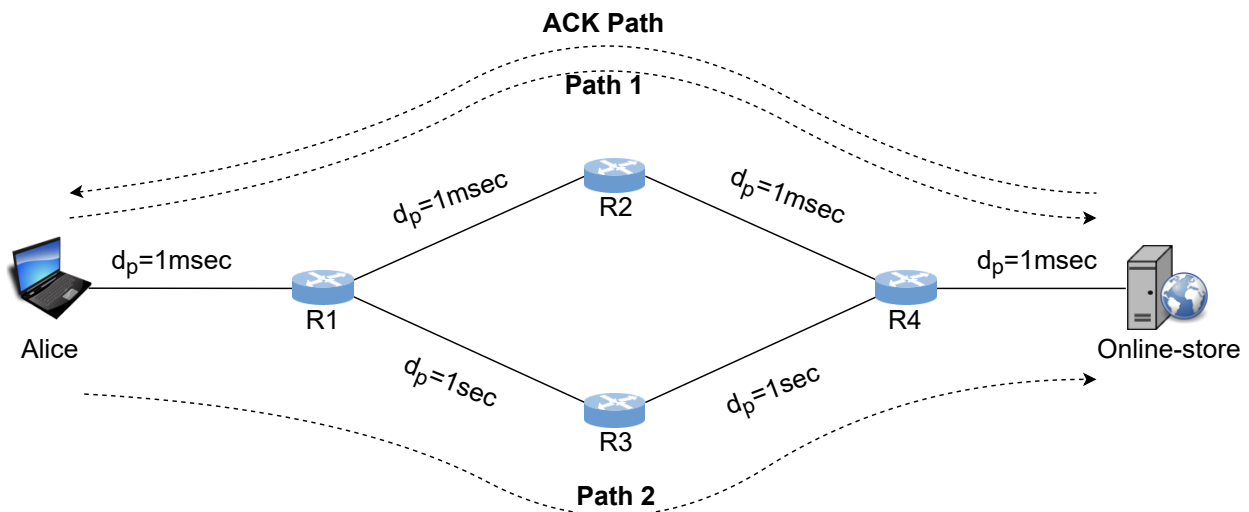 ACK Path
Path 1
dp=1msec
R2
dp=1msec
dp=1msec
dp=1msec
R1
R4
Alice
Online-store
dp=1sec
dp=1sec
R3
Path 2